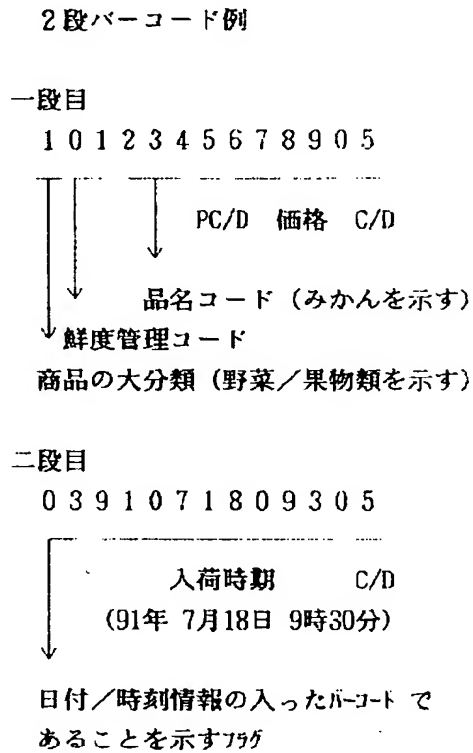 2段バーコード例
一段目
1 0 1 2 3 4 5 6 7 8 9 0 5
PC/D 価格 C/D
品名コード (みかんを示す)
鮮度管理コード
商品の大分類 (野菜/果物類を示す)
二段目
0 3 9 1 0 7 1 8 0 9 3 0 5
入荷時期 C/D
(91年 7月18日 9時30分)
日付/時刻情報の入ったバーコード で
あることを示すフラグ